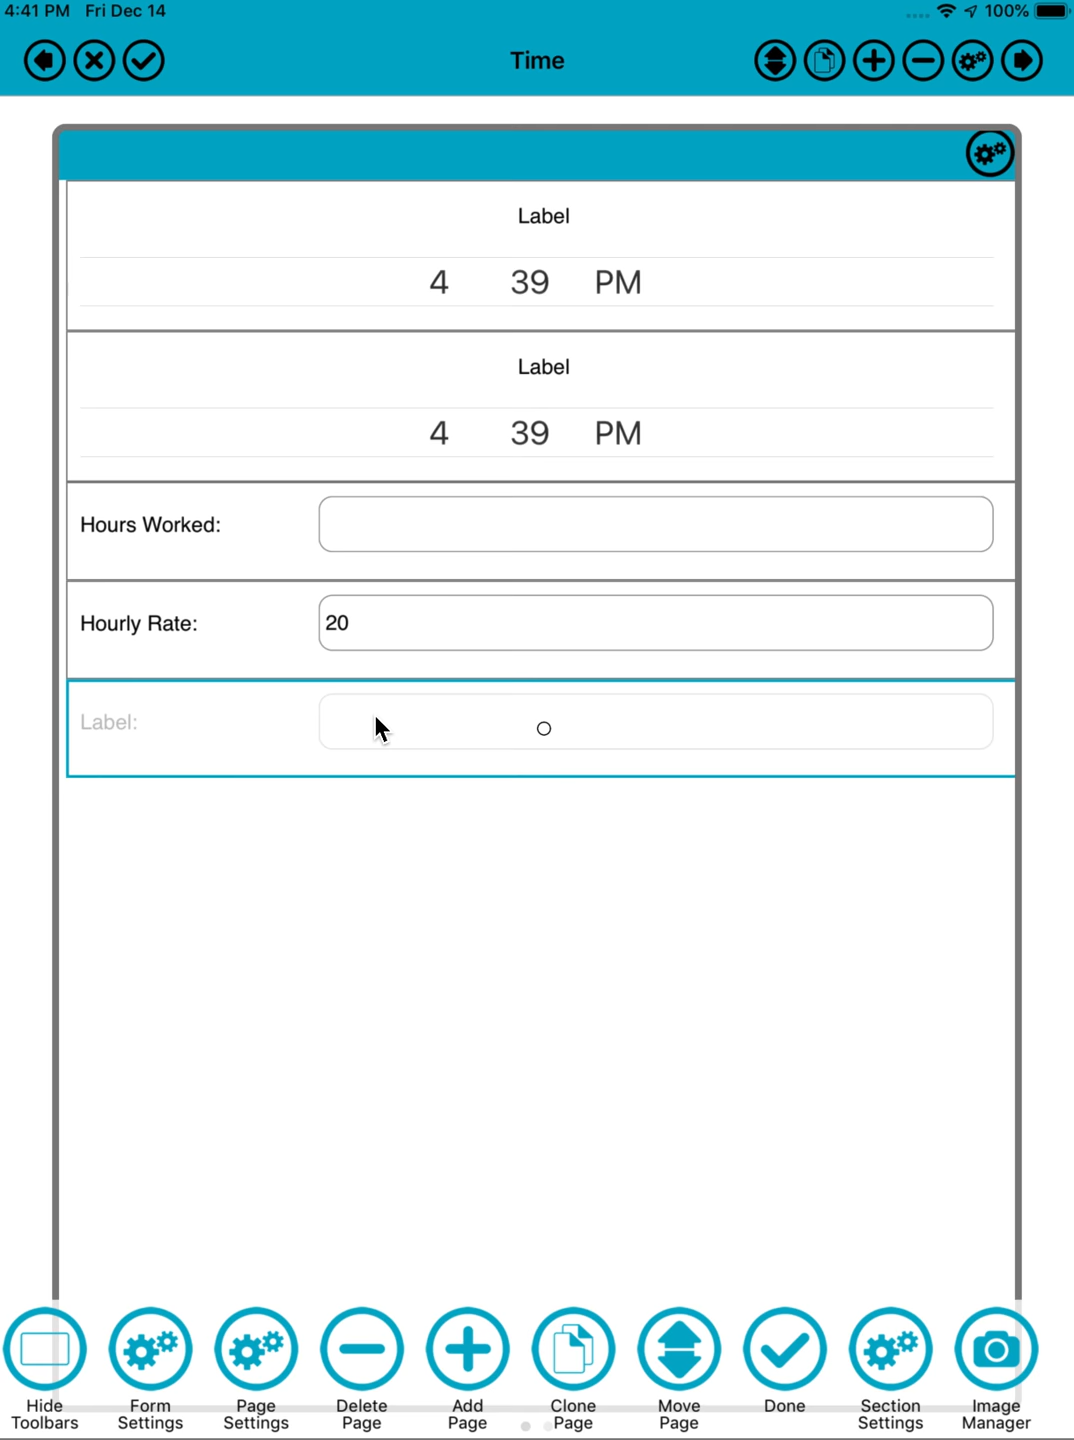 4:41 PM Fri Dec 14
100%
Time
Label
4 39 PM
Label
4 39 PM
Hours Worked:
Hourly Rate:
20
Label:
Hide Toolbars
Form Settings
Page Settings
Delete Page
Add Page
Clone Page
Move Page
Done
Section Settings
Image Manager